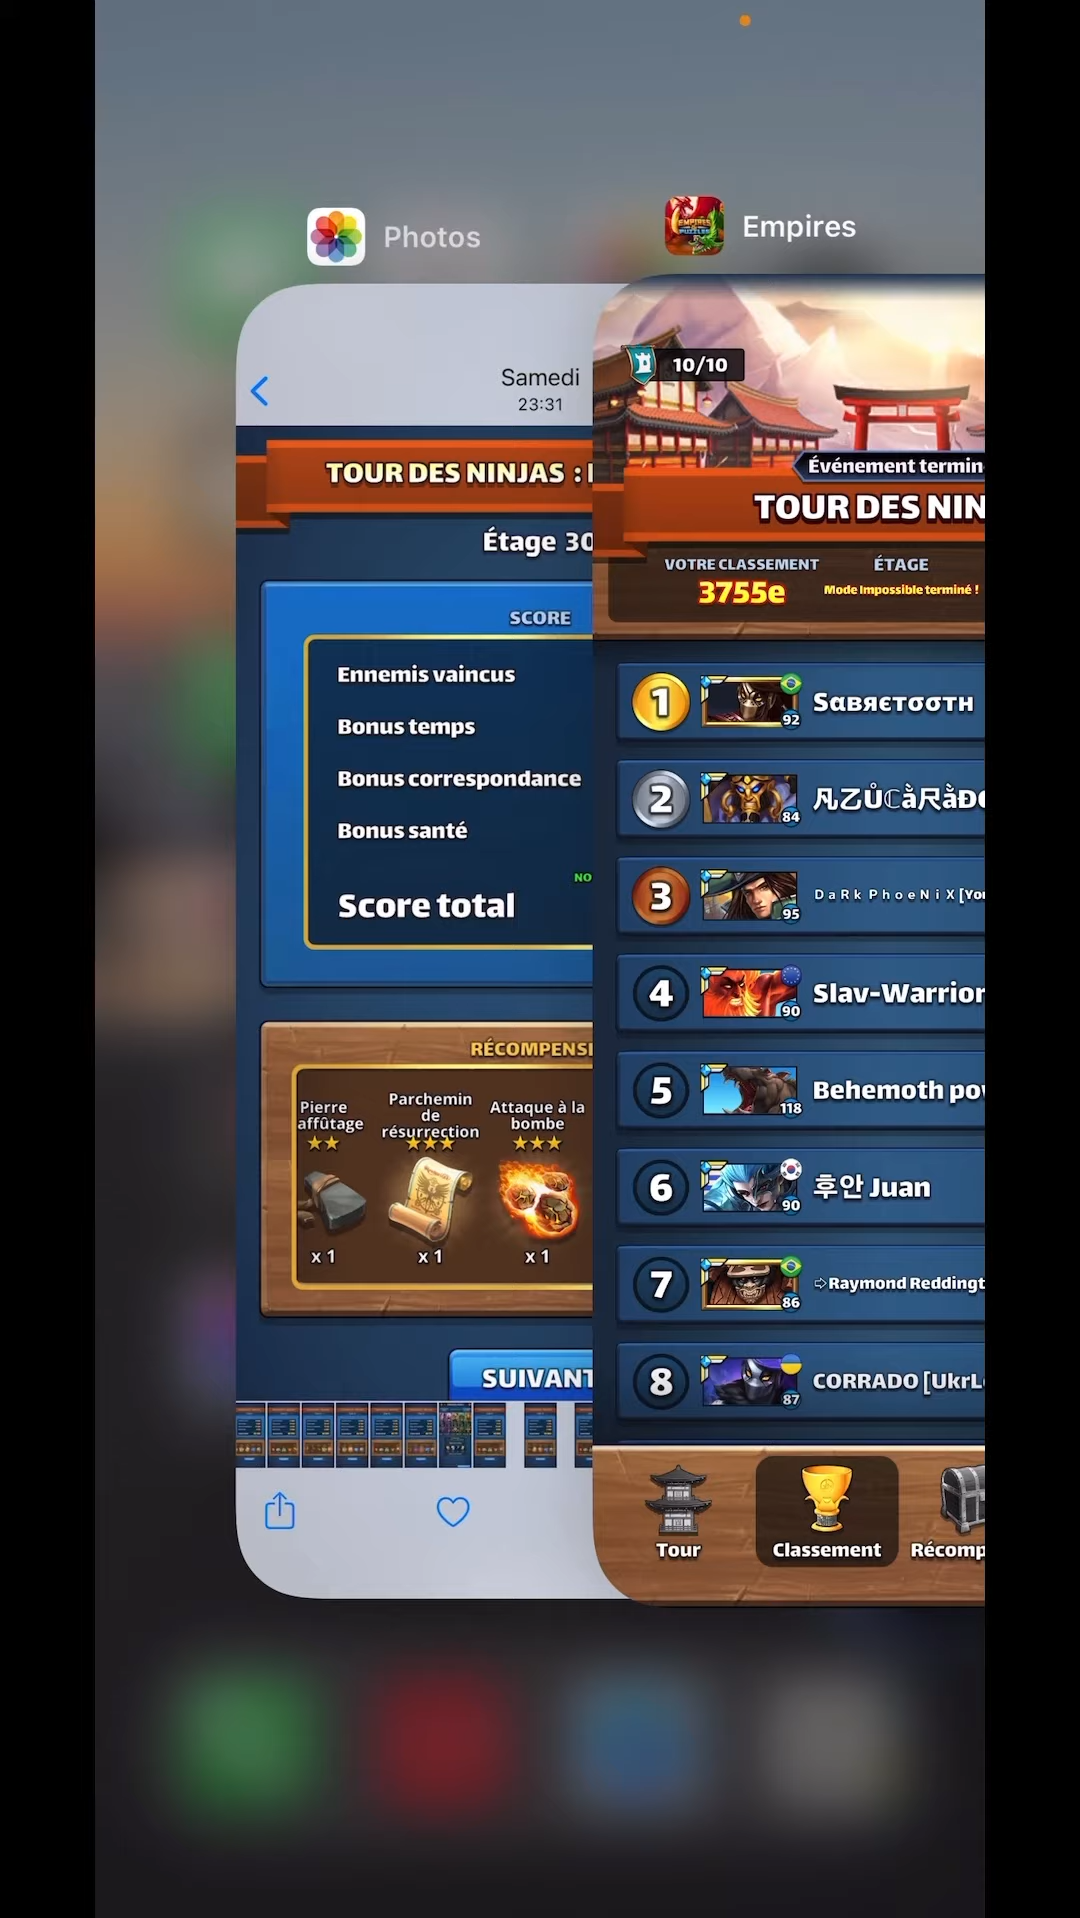 Photos
Samedi
23:31
TOUR DES NINJAS :
Étage 30
SCORE
Ennemis vaincus
Bonus temps
Bonus correspondance
Bonus santé
NO
Score total
RÉCOMPENS
Pierre affûtage
Parchemin de résurrection
Attaque à la bombe
x 1
x 1
x 1
SUIVANT
Empires
10/10
Événement termin
TOUR DES NIN
VOTRE CLASSEMENT
ÉTAGE
3755e
Mode Impossible terminé !
1
92
Sαвяєтσσтн
2
84
3
95
DaRk PhoeNiX [You
4
90
Slav-Warrior
5
118
Behemoth pow
6
90
후안 Juan
7
86
⇨Raymond Reddingt
8
87
CORRADO [UkrL
Tour
Classement
Récomp